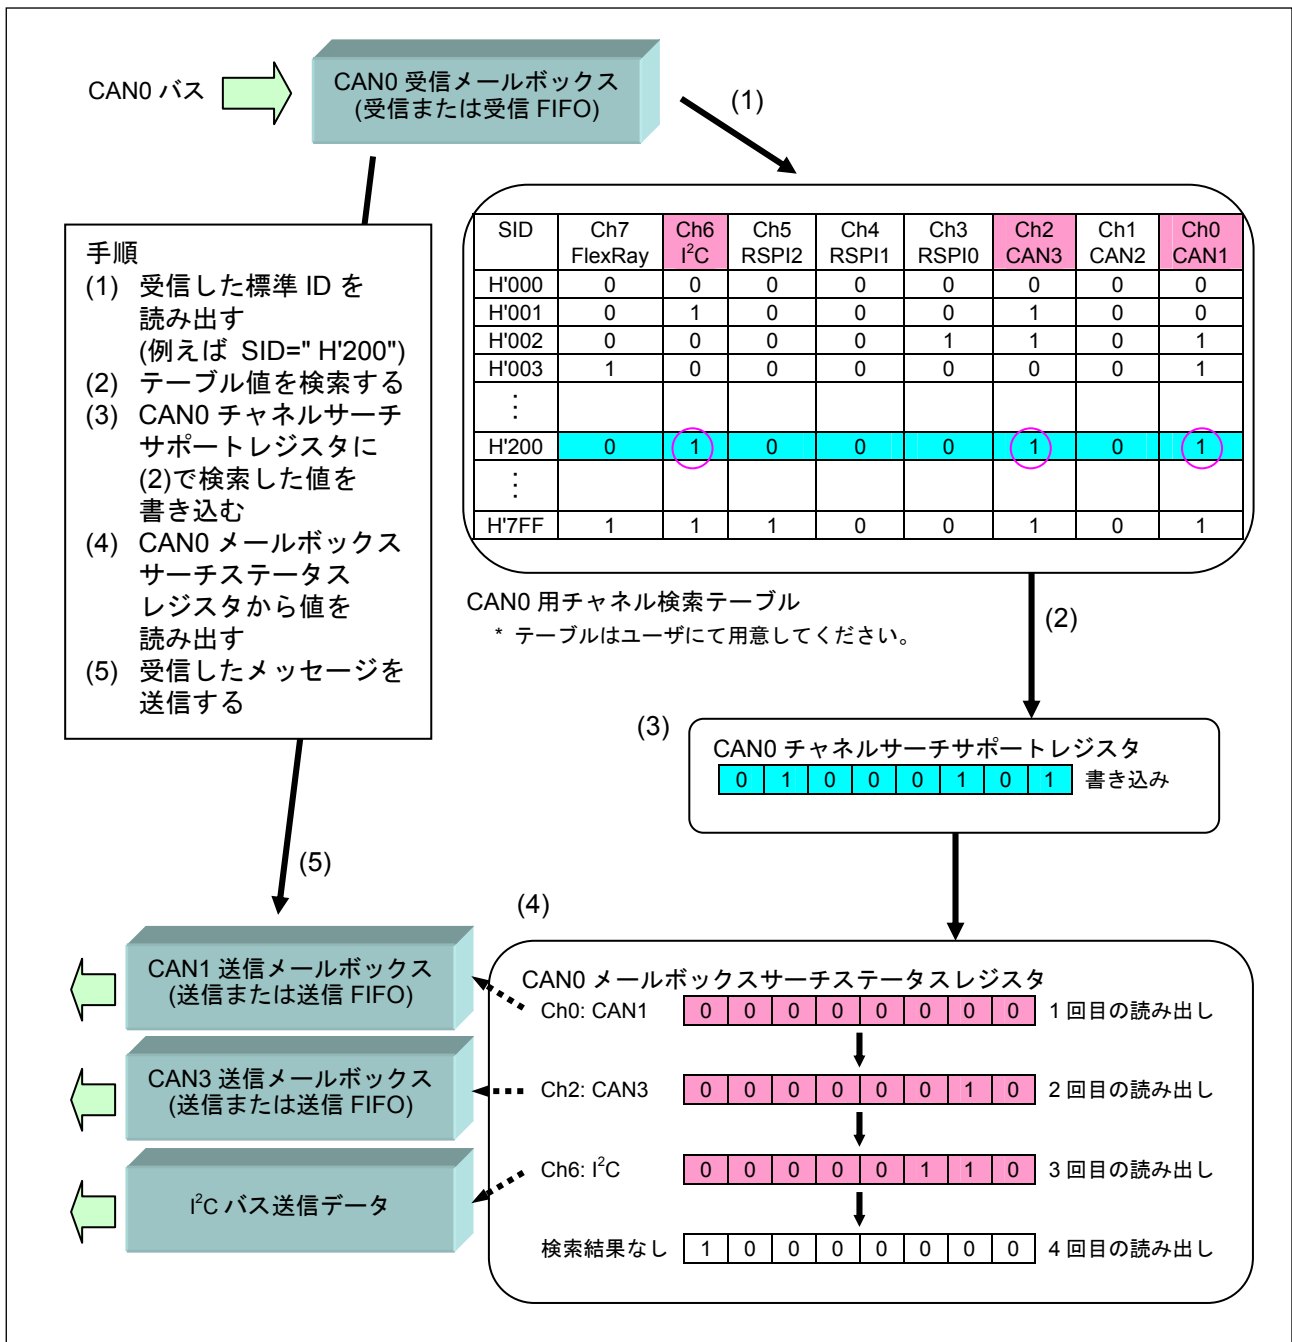 CAN0 バス
CAN0 受信メールボックス
(受信または受信 FIFO)
(1)
手順
(1) 受信した標準 ID を
読み出す
(例えば SID=" H'200")
(2) テーブル値を検索する
(3) CAN0 チャネルサーチ
サポートレジスタに
(2)で検索した値を
書き込む
(4) CAN0 メールボックス
サーチステータス
レジスタから値を
読み出す
(5) 受信したメッセージを
送信する
SID Ch7 Ch6 Ch5 Ch4 Ch3 Ch2 Ch1 Ch0
FlexRay I²C RSPI2 RSPI1 RSPI0 CAN3 CAN2 CAN1
H'000 0 0 0 0 0 0 0 0
H'001 0 1 0 0 0 1 0 0
H'002 0 0 0 0 1 1 0 1
H'003 1 0 0 0 0 0 0 1
⋮
H'200 0 1 0 0 0 1 0 1
⋮
H'7FF 1 1 1 0 0 1 0 1
CAN0 用チャネル検索テーブル
* テーブルはユーザにて用意してください。
(2)
(3)
CAN0 チャネルサーチサポートレジスタ
0 1 0 0 0 1 0 1 書き込み
(5)
(4)
CAN0 メールボックスサーチステータスレジスタ
Ch0: CAN1 0 0 0 0 0 0 0 0 1 回目の読み出し
Ch2: CAN3 0 0 0 0 0 0 1 0 2 回目の読み出し
Ch6: I²C 0 0 0 0 0 1 1 0 3 回目の読み出し
検索結果なし 1 0 0 0 0 0 0 0 4 回目の読み出し
CAN1 送信メールボックス
(送信または送信 FIFO)
CAN3 送信メールボックス
(送信または送信 FIFO)
I²C バス送信データ